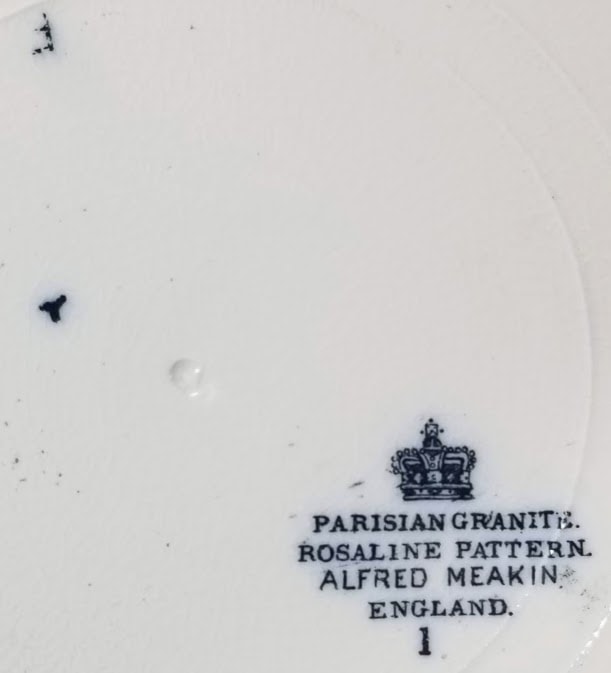 PARISIAN GRANITE.
ROSALINE PATTERN.
ALFRED MEAKIN
ENGLAND.
1